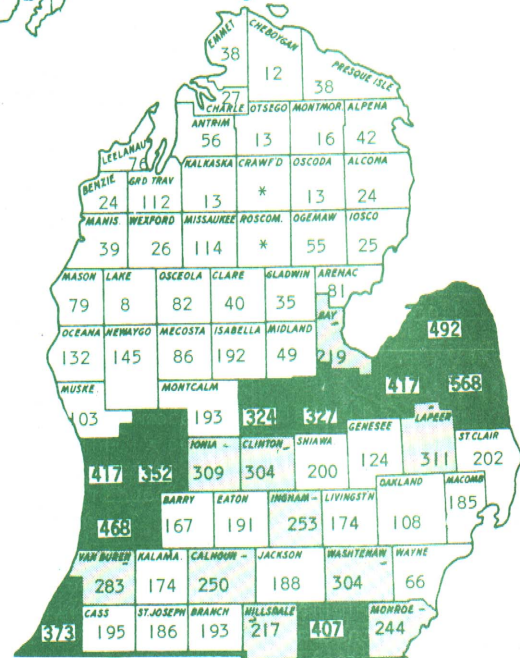 EMMET CHEBOYGAN
38 12 38 PRESQUE ISLE
27
CHARLE OTSEGO MONTMOR ALPENA
ANTRIM
56 13 16 42
LEELANAU
76
KALKASKA CRAWF'D OSCODA ALCONA
BENZIE GRD TRAV
24 112 13 * 13 24
MANIS. WEXFORD MISSAUKEE ROSCOM. OGEMAW IOSCO
39 26 114 * 55 25
MASON LAKE OSCEOLA CLARE GLADWIN ARENAC
79 8 82 40 35 81
BAY
OCEANA NEWAYGO MECOSTA ISABELLA MIDLAND
132 145 86 192 49 219
492
MUSKE MONTCALM
103 193 324 327 417 568
IONIA CLINTON SHIAWA GENESEE LAPEER ST CLAIR
417 352 309 304 200 124 311 202
BARRY EATON INGHAM LIVINGSTN OAKLAND MACOMB
468 167 191 253 174 108 185
VAN BUREN KALAMA. CALHOUN JACKSON WASHTENAW WAYNE
283 174 250 188 304 66
CASS ST.JOSEPH BRANCH HILLSDALE MONROE
373 195 186 193 217 407 244